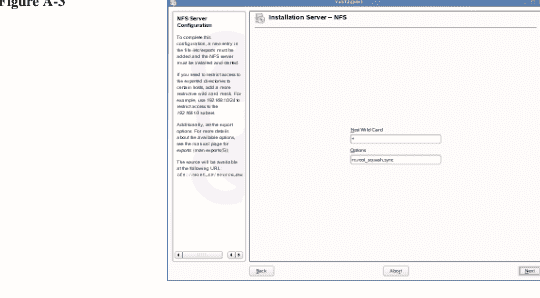 Figure A-3
NFS Server
Configuration
To complete this
configuration, a new entry to
the file /etc/exports must be
added and the NFS server
must be installed and started.
If you need to restrict access to
the exported directories to
certain hosts, add a more
restrictive wild card mask. For
example, use 192.168.1.0/24 to
restrict access to the
192.168.1.0 subnet.
Additionally, set the export
options. For more details
about the available options,
see the manual page for
exports (man exports(5)).
The source will be available
at the following URL:
Installation Server -- NFS
Host Wild Card
*
Options
ro,root_squash,sync
Back
Abort
Next